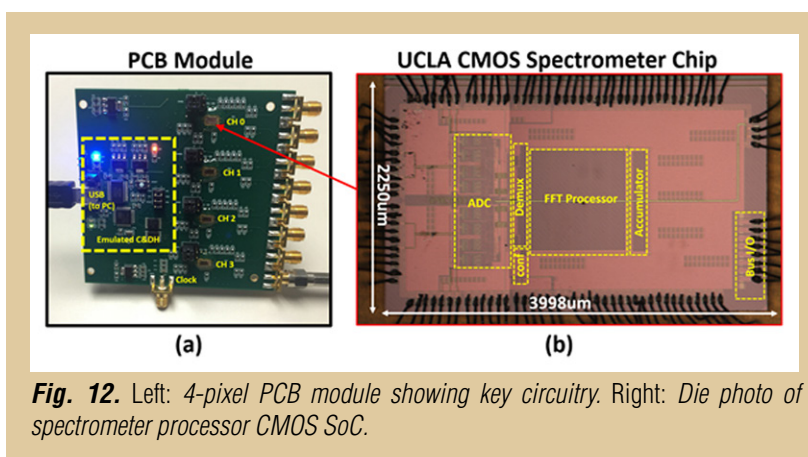 PCB Module
UCLA CMOS Spectrometer Chip
CH 0
CH 1
USB
(to PC)
CH 2
Emulated C&DH
CH 3
Clock
2250um
ADC
Demux
conf
FFT Processor
Accumulator
Bus I/O
3998um
(a)
(b)
Fig. 12. Left: 4-pixel PCB module showing key circuitry. Right: Die photo of
spectrometer processor CMOS SoC.